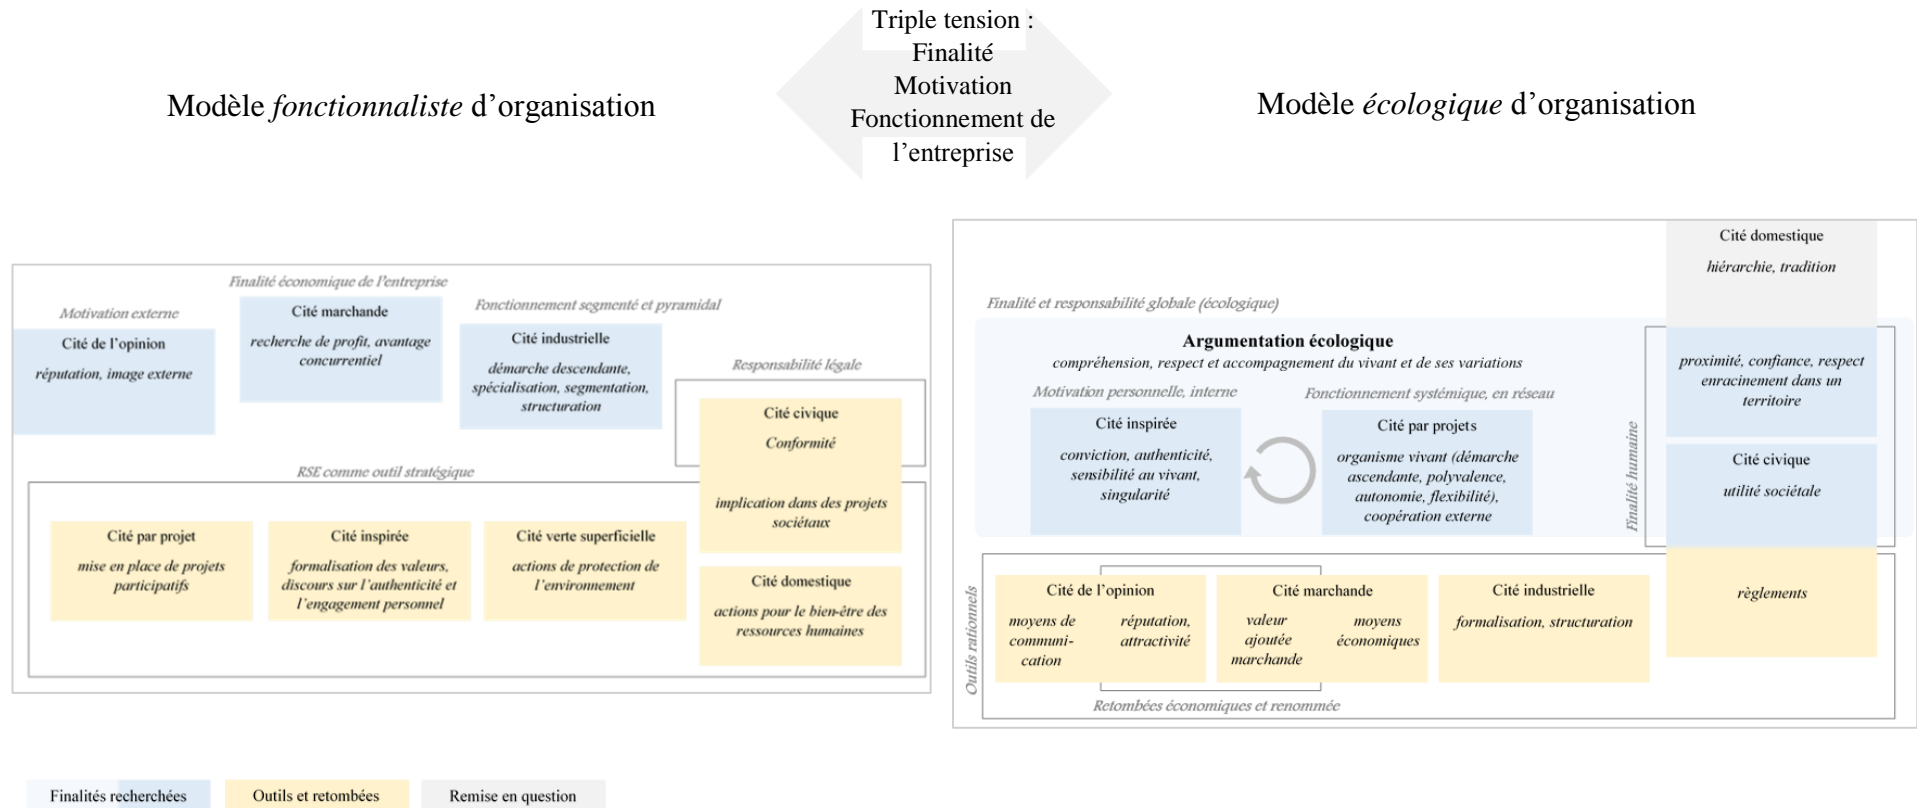 Triple tension :
Finalité
Motivation
Fonctionnement de
l’entreprise
Modèle fonctionnaliste d’organisation
Modèle écologique d’organisation
Finalité économique de l’entreprise
Motivation externe
Fonctionnement segmenté et pyramidal
Cité de l’opinion
réputation, image externe
Cité marchande
recherche de profit, avantage
concurrentiel
Cité industrielle
démarche descendante,
spécialisation, segmentation,
structuration
Responsabilité légale
Cité civique
Conformité
implication dans des projets
sociétaux
RSE comme outil stratégique
Cité par projet
mise en place de projets
participatifs
Cité inspirée
formalisation des valeurs,
discours sur l’authenticité et
l’engagement personnel
Cité verte superficielle
actions de protection de
l’environnement
Cité domestique
actions pour le bien-être des
ressources humaines
Cité domestique
hiérarchie, tradition
proximité, confiance, respect
enracinement dans un
territoire
Finalité et responsabilité globale (écologique)
Argumentation écologique
compréhension, respect et accompagnement du vivant et de ses variations
Motivation personnelle, interne
Fonctionnement systémique, en réseau
Cité inspirée
conviction, authenticité,
sensibilité au vivant,
singularité
Cité par projets
organisme vivant (démarche
ascendante, polyvalence,
autonomie, flexibilité),
coopération externe
Finalité humaine
Cité civique
utilité sociétale
règlements
Outils rationnels
Cité de l’opinion
moyens de
communi-
cation
réputation,
attractivité
Cité marchande
valeur
ajoutée
marchande
moyens
économiques
Cité industrielle
formalisation, structuration
Retombées économiques et renommée
Finalités recherchées
Outils et retombées
Remise en question